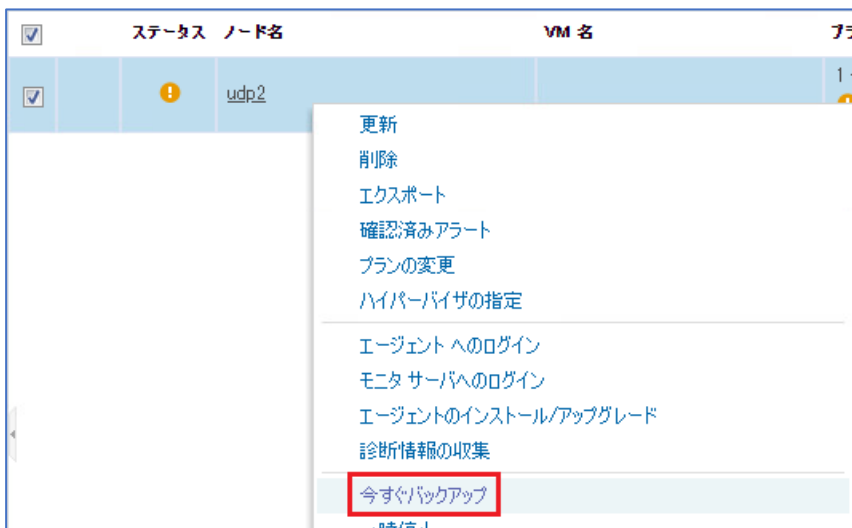 ステータス ノード名 VM 名
udp2
1
更新
削除
エクスポート
確認済みアラート
プランの変更
ハイパーバイザの指定
エージェント へのログイン
モニタ サーバへのログイン
エージェントのインストール/アップグレード
診断情報の収集
今すぐバックアップ